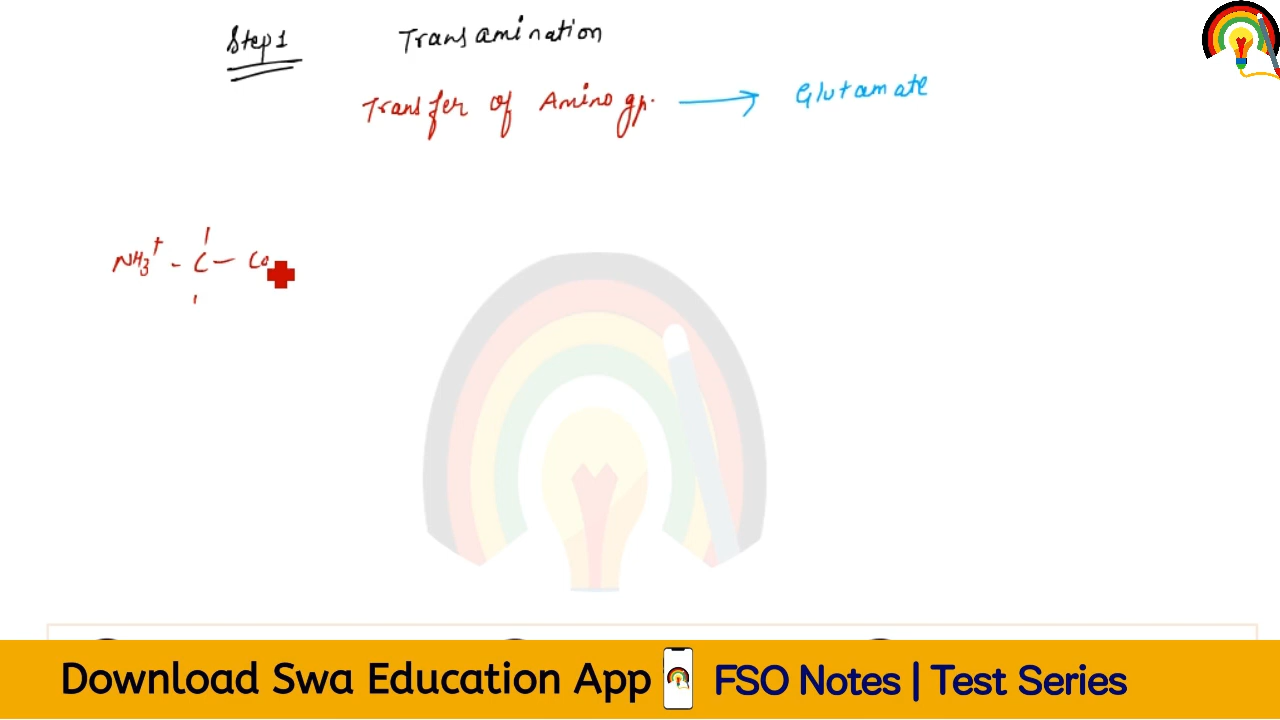 Step 1 Transamination
Transfer of Amino gp. → Glutamate
NH3+ - C - Co
Download Swa Education App FSO Notes | Test Series